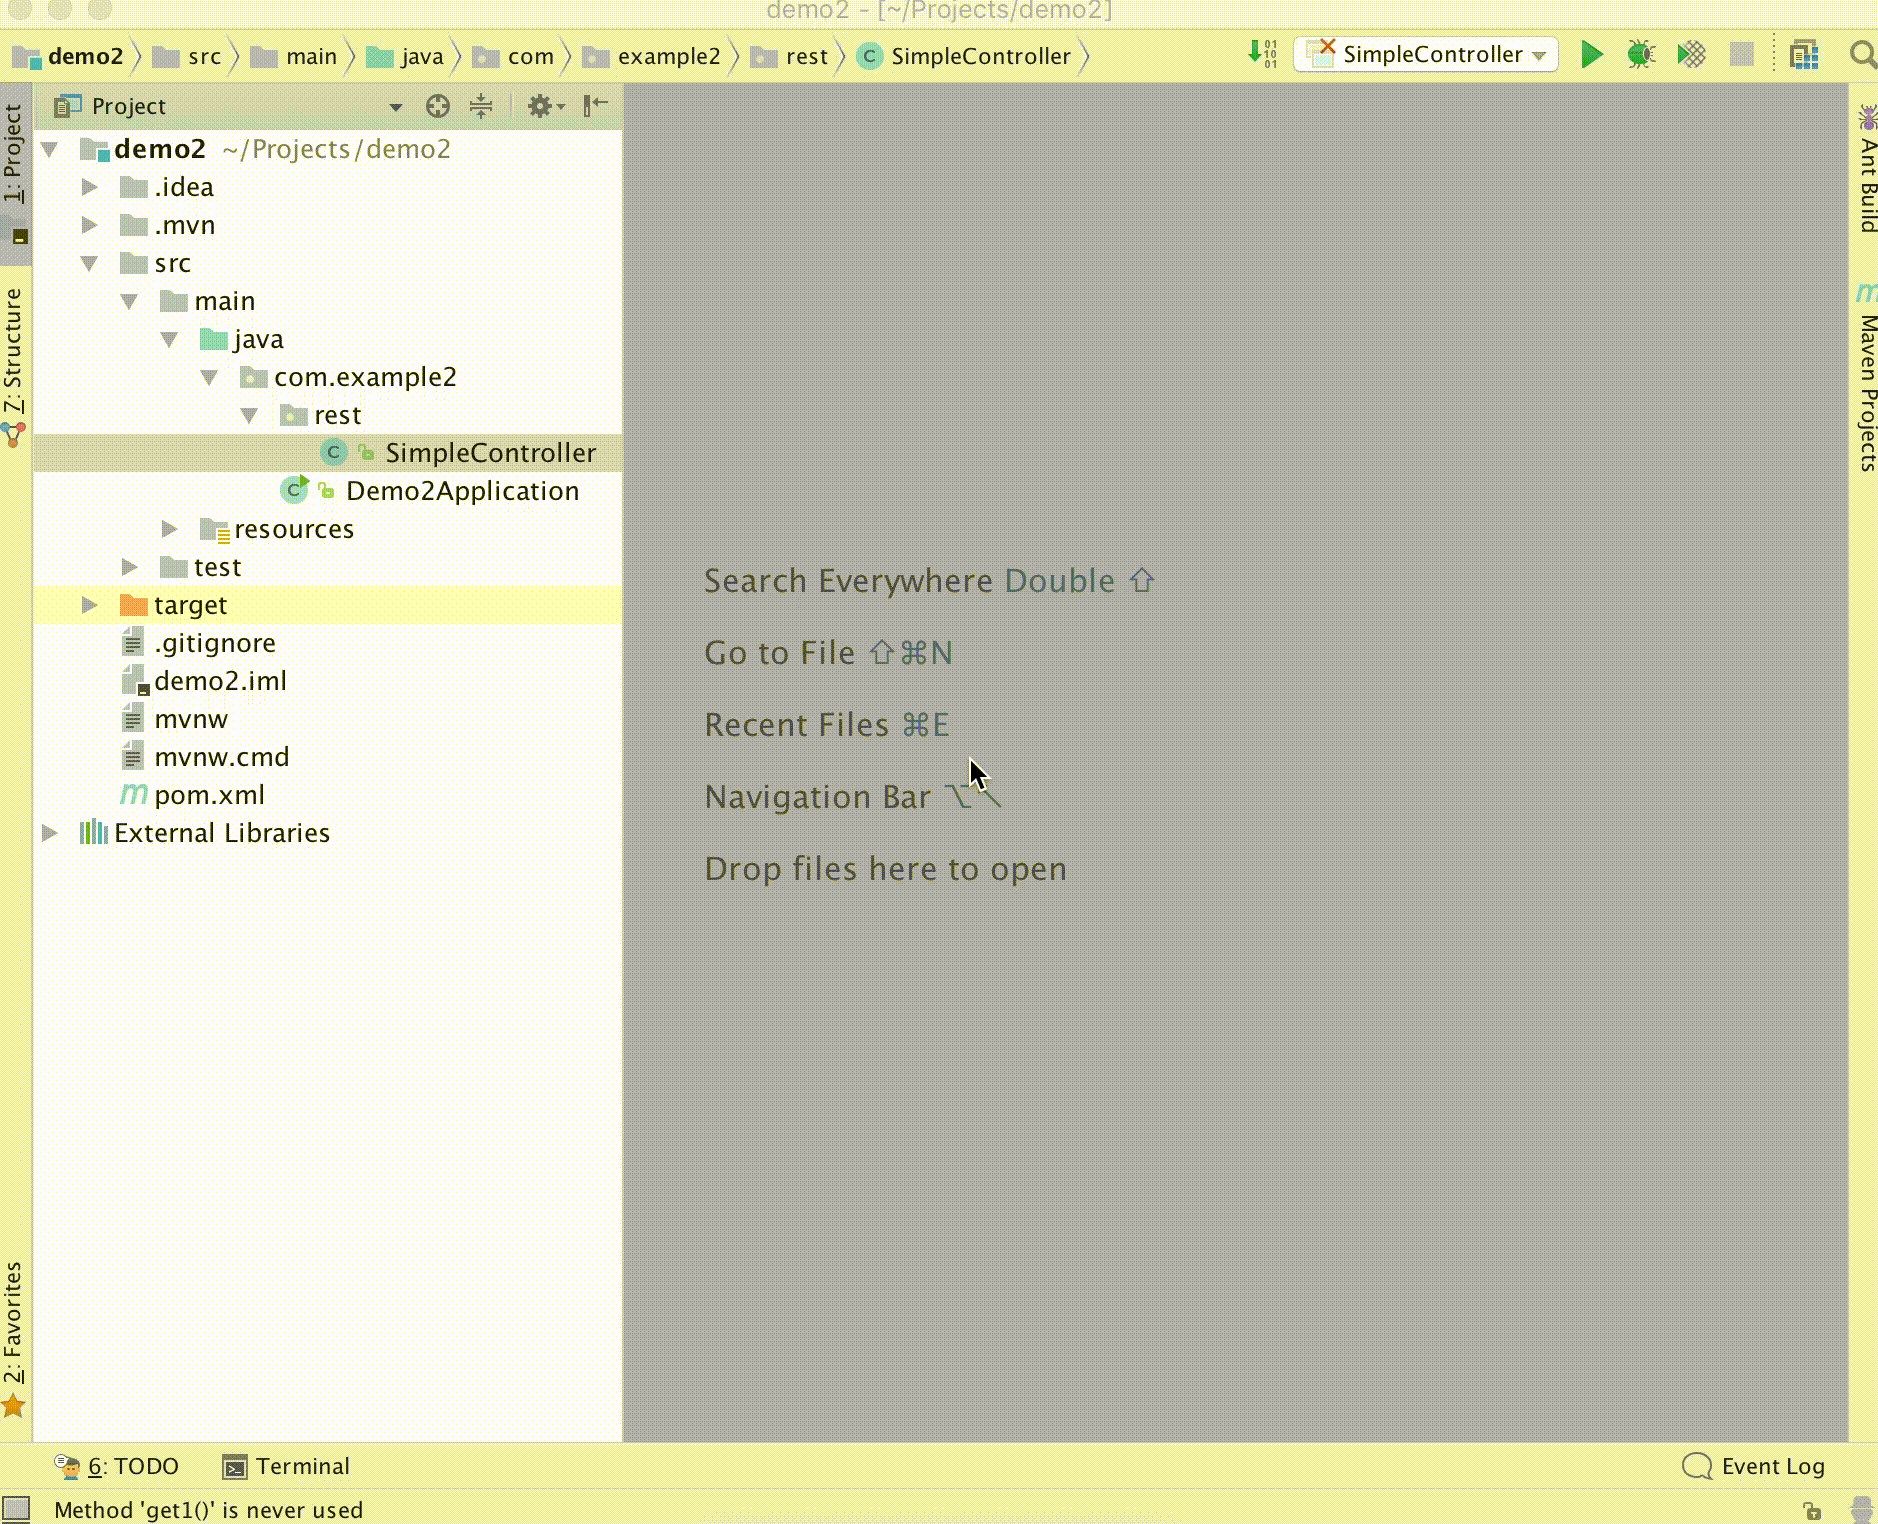 demo2 - [~/Projects/demo2]
demo2 src main java com example2 rest SimpleController
SimpleController
Project
demo2 ~/Projects/demo2
.idea
.mvn
src
main
java
com.example2
rest
SimpleController
Demo2Application
resources
test
target
.gitignore
demo2.iml
mvnw
mvnw.cmd
pom.xml
External Libraries
1: Project
7: Structure
2: Favorites
Search Everywhere Double ⇧
Go to File ⇧⌘N
Recent Files ⌘E
Navigation Bar ⌥↖
Drop files here to open
Ant Build
Maven Projects
6: TODO Terminal
Event Log
Method 'get1()' is never used